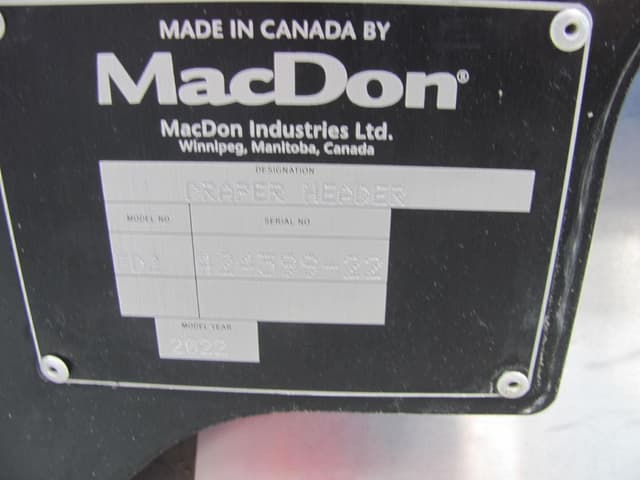 MADE IN CANADA BY
MacDon®
MacDon Industries Ltd.
Winnipeg, Manitoba, Canada
DESIGNATION
DRAPER HEADER
MODEL NO.
SERIAL NO
MODEL YEAR
2022